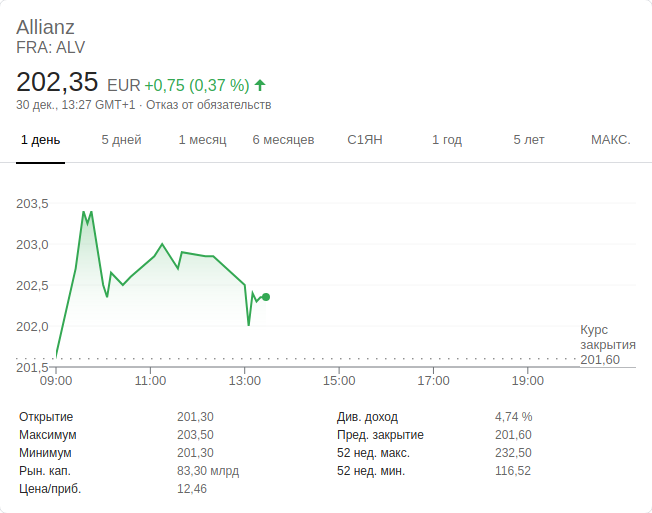 Allianz
FRA: ALV
202,35 EUR +0,75 (0,37 %)
30 дек., 13:27 GMT+1 · Отказ от обязательств
1 день 5 дней 1 месяц 6 месяцев С1ЯН 1 год 5 лет МАКС.
203,5
203,0
202,5
202,0
201,5
Курс
закрытия
201,60
09:00 11:00 13:00 15:00 17:00 19:00
Открытие 201,30 Див. доход 4,74 %
Максимум 203,50 Пред. закрытие 201,60
Минимум 201,30 52 нед. макс. 232,50
Рын. кап. 83,30 млрд 52 нед. мин. 116,52
Цена/приб. 12,46